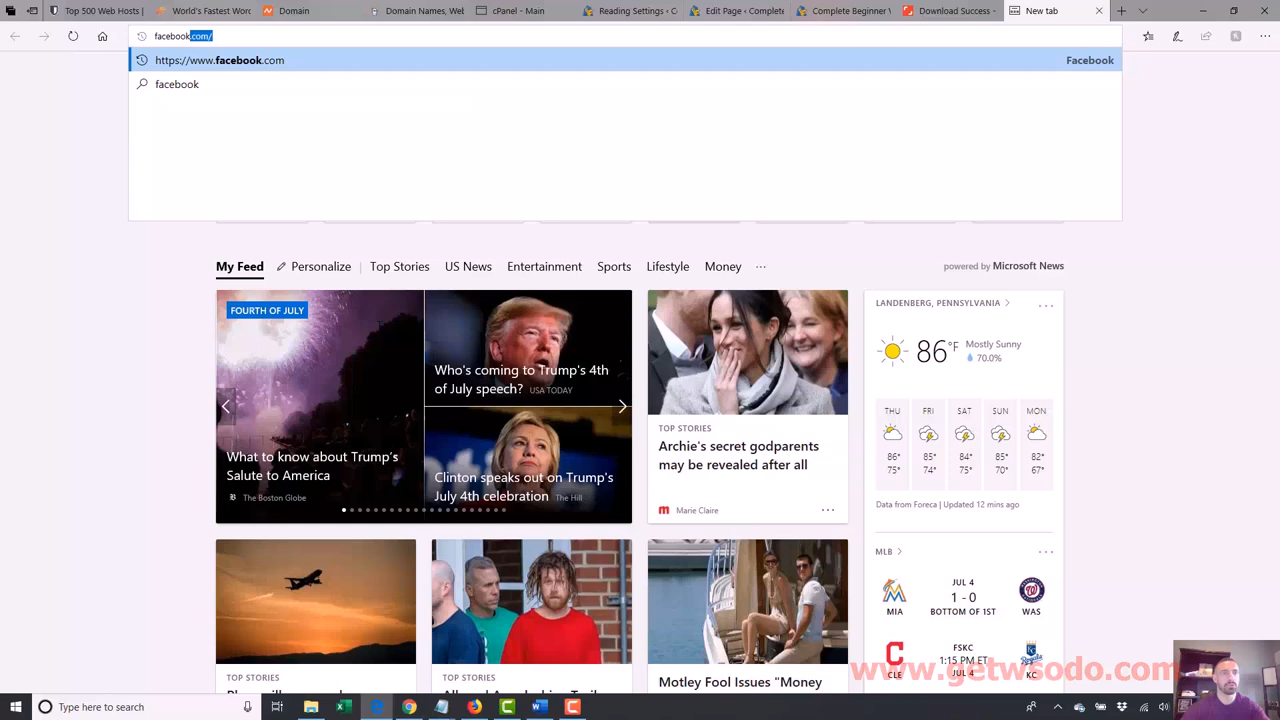 Top 500 Web Hosts |
World's Fastest Worc
Domain
Domain Names, Wel
cPanel - Main
Reading Settings ‹ C
Edit Page ‹ Complete
Complete Beginner'
Download Success -
New tab
facebook.com/
https://www.facebook.com
Facebook
facebook
My Feed
Personalize
Top Stories
US News
Entertainment
Sports
Lifestyle
Money
powered by Microsoft News
FOURTH OF JULY
What to know about Trump's
Salute to America
The Boston Globe
Who's coming to Trump's 4th
of July speech? USA TODAY
Clinton speaks out on Trump's
July 4th celebration The Hill
TOP STORIES
Archie's secret godparents
may be revealed after all
Marie Claire
LANDENBERG, PENNSYLVANIA
86°F
Mostly Sunny
70.0%
THU FRI SAT SUN MON
86° 85° 84° 85° 82°
75° 74° 75° 70° 67°
Data from Foreca | Updated 12 mins ago
MLB
JUL 4
1 - 0
MIA BOTTOM OF 1ST WAS
FSKC
1:15 PM ET
CLE JUL 4 KC
TOP STORIES
TOP STORIES
Motley Fool Issues "Money
www.getwsodo.com
Type here to search